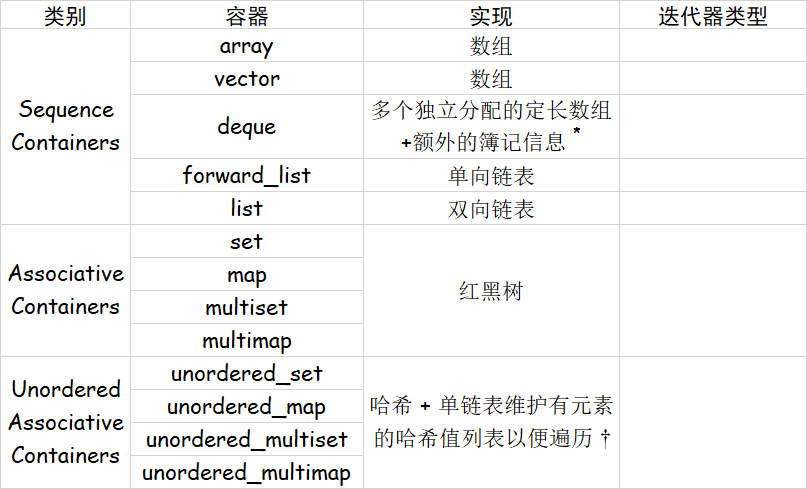 类别 容器 实现 迭代器类型
Sequence
Containers
array 数组
vector 数组
deque
多个独立分配的定长数组
+额外的簿记信息 *
forward_list 单向链表
list 双向链表
Associative
Containers
set
map
multiset
multimap
红黑树
Unordered
Associative
Containers
unordered_set
unordered_map
unordered_multiset
unordered_multimap
哈希 + 单链表维护有元素
的哈希值列表以便遍历 †